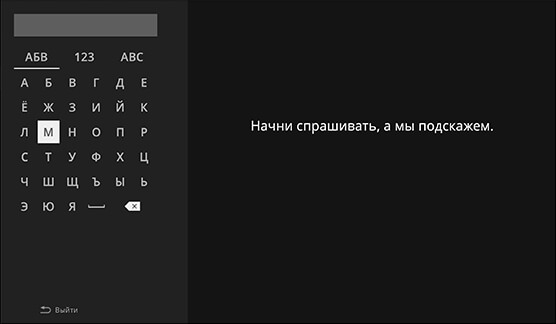 АБВ 123 ABC
А Б В Г Д Е
Ё Ж З И Й К
Л М Н О П Р
С Т У Ф Х Ц
Ч Ш Щ Ъ Ы Ь
Э Ю Я
Выйти
Начни спрашивать, а мы подскажем.